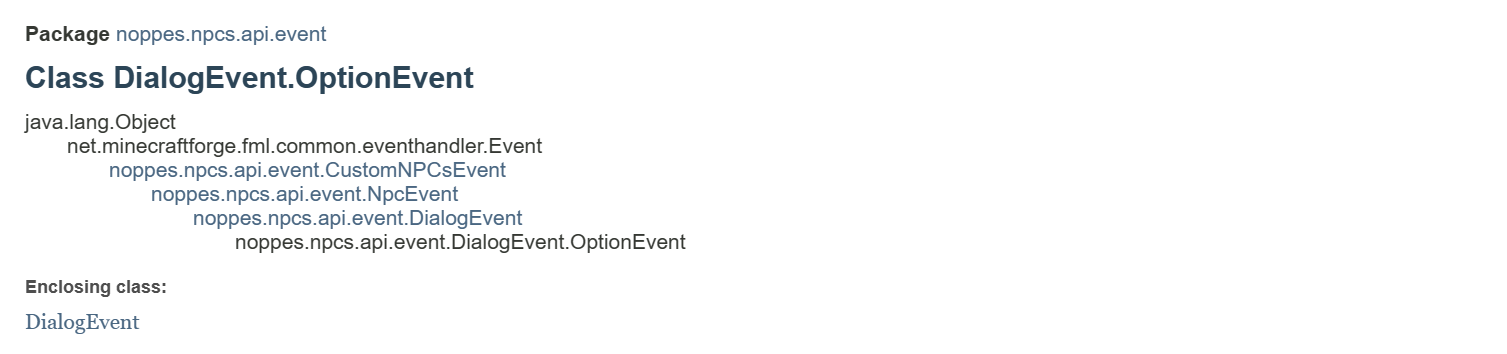 Package noppes.npcs.api.event
Class DialogEvent.OptionEvent
java.lang.Object
net.minecraftforge.fml.common.eventhandler.Event
noppes.npcs.api.event.CustomNPCsEvent
noppes.npcs.api.event.NpcEvent
noppes.npcs.api.event.DialogEvent
noppes.npcs.api.event.DialogEvent.OptionEvent
Enclosing class:
DialogEvent